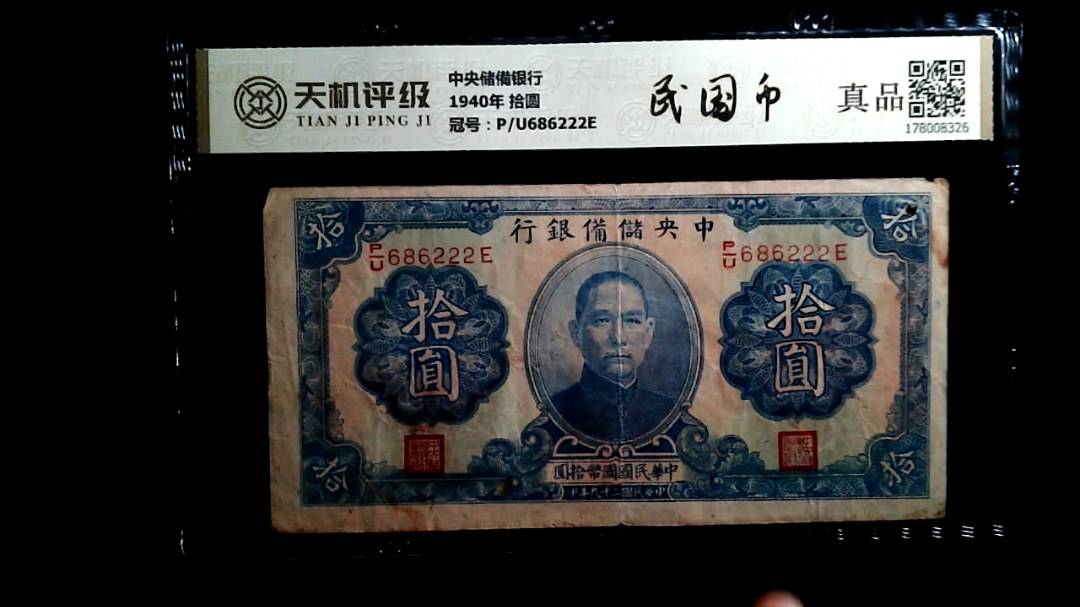 天机评级
TIAN JI PING JI
中央储備银行
1940年 拾圆
冠号：P/U686222E
民国币
真品
178008326
拾
拾
行銀備儲央中
P/U686222E
P/U686222E
拾圓
拾圓
圓拾幣國國民華中
拾
拾